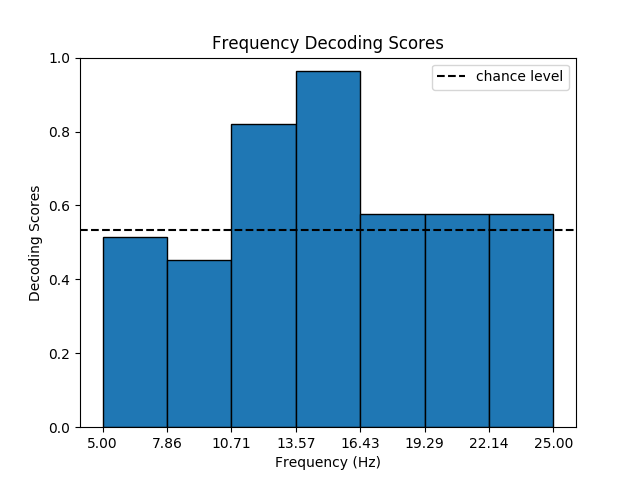 Frequency Decoding Scores
chance level
Decoding Scores
1.0
0.8
0.6
0.4
0.2
0.0
5.00 7.86 10.71 13.57 16.43 19.29 22.14 25.00
Frequency (Hz)